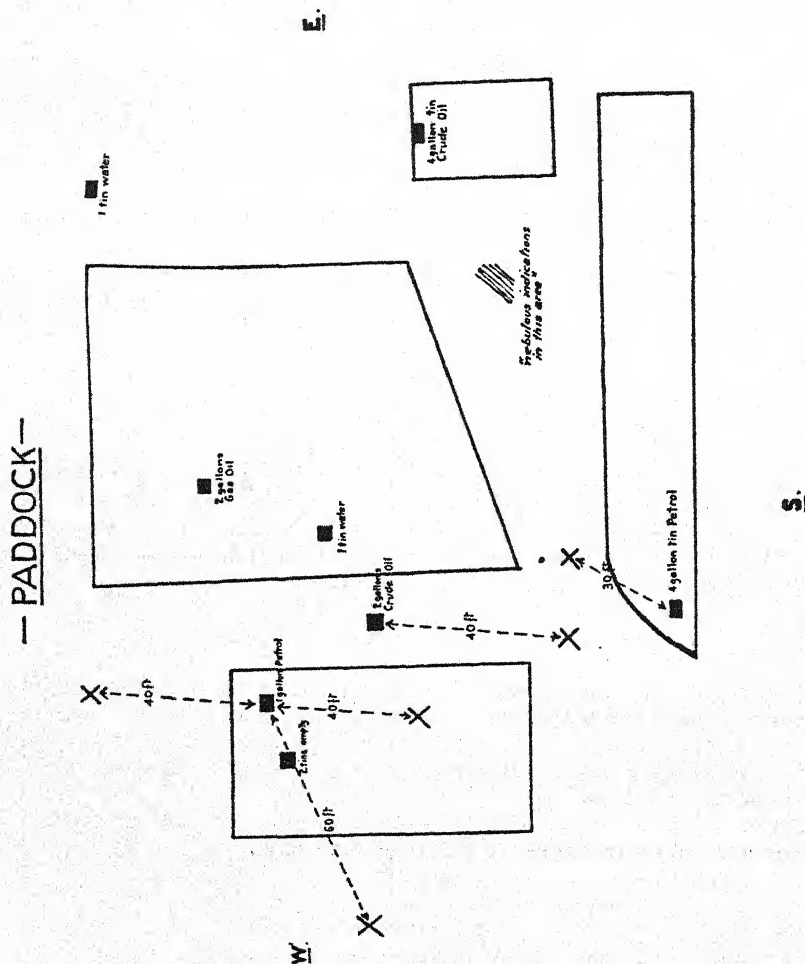 — PADDOCK —
E.
1 tin water
4 gallon tin
Crude Oil
"nebulous indications
in this area"
2 gallons
Gas Oil
1 tin water
2 gallons
Crude Oil
40 ft
30 ft
4 gallon tin Petrol
S.
40 ft
1 gallon Petrol
40 ft
2 tins empty
60 ft
W